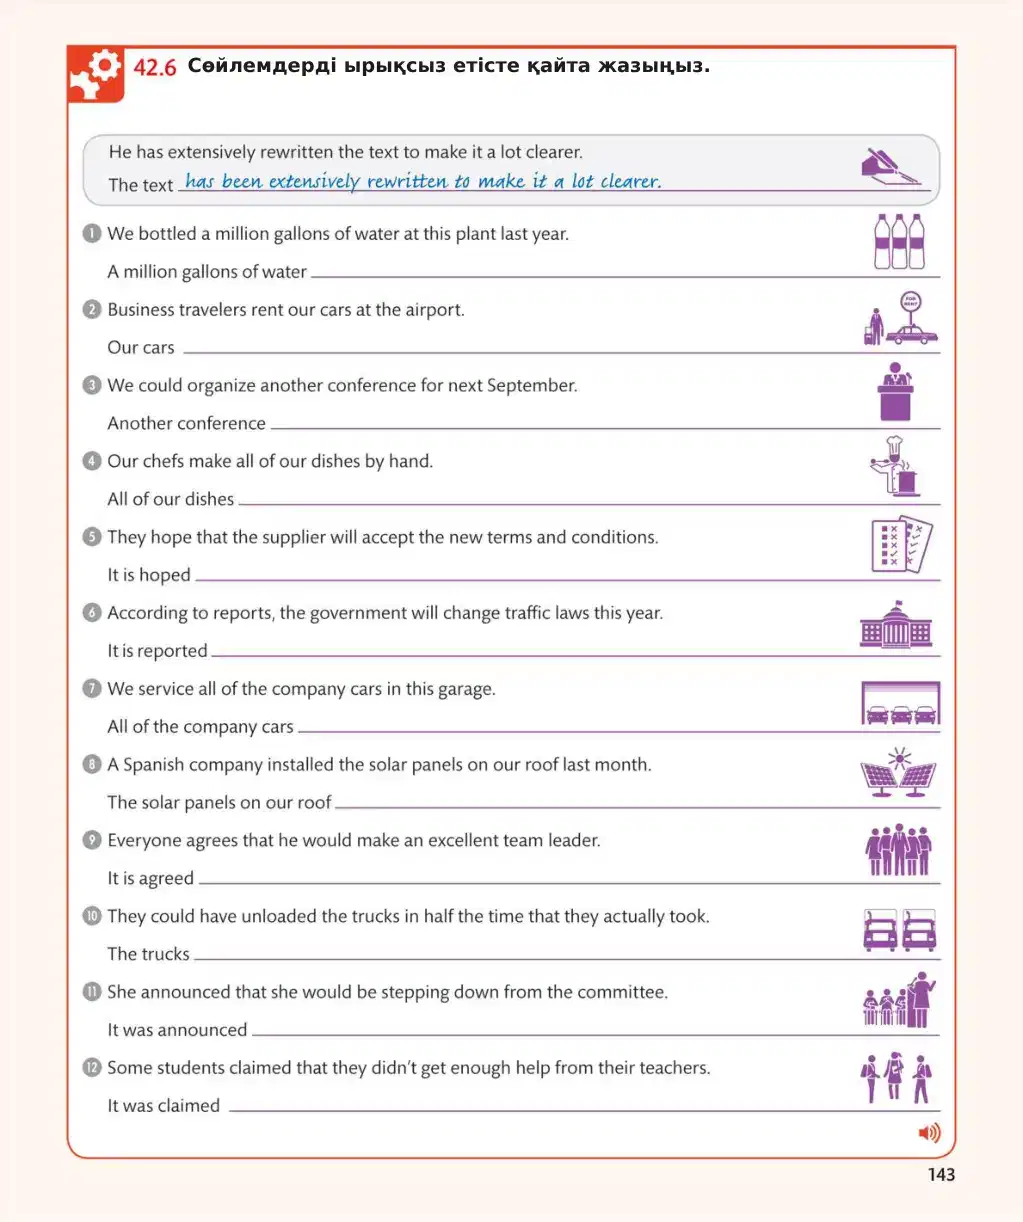 42.6 Сөйлемдерді ырықсыз етісте қайта жазыңыз.
He has extensively rewritten the text to make it a lot clearer.
The text has been extensively rewritten to make it a lot clearer.
1 We bottled a million gallons of water at this plant last year.
A million gallons of water
2 Business travelers rent our cars at the airport.
FOR RENT
Our cars
3 We could organize another conference for next September.
Another conference
4 Our chefs make all of our dishes by hand.
All of our dishes
5 They hope that the supplier will accept the new terms and conditions.
It is hoped
6 According to reports, the government will change traffic laws this year.
It is reported
7 We service all of the company cars in this garage.
All of the company cars
8 A Spanish company installed the solar panels on our roof last month.
The solar panels on our roof
9 Everyone agrees that he would make an excellent team leader.
It is agreed
10 They could have unloaded the trucks in half the time that they actually took.
The trucks
11 She announced that she would be stepping down from the committee.
It was announced
12 Some students claimed that they didn't get enough help from their teachers.
It was claimed
143